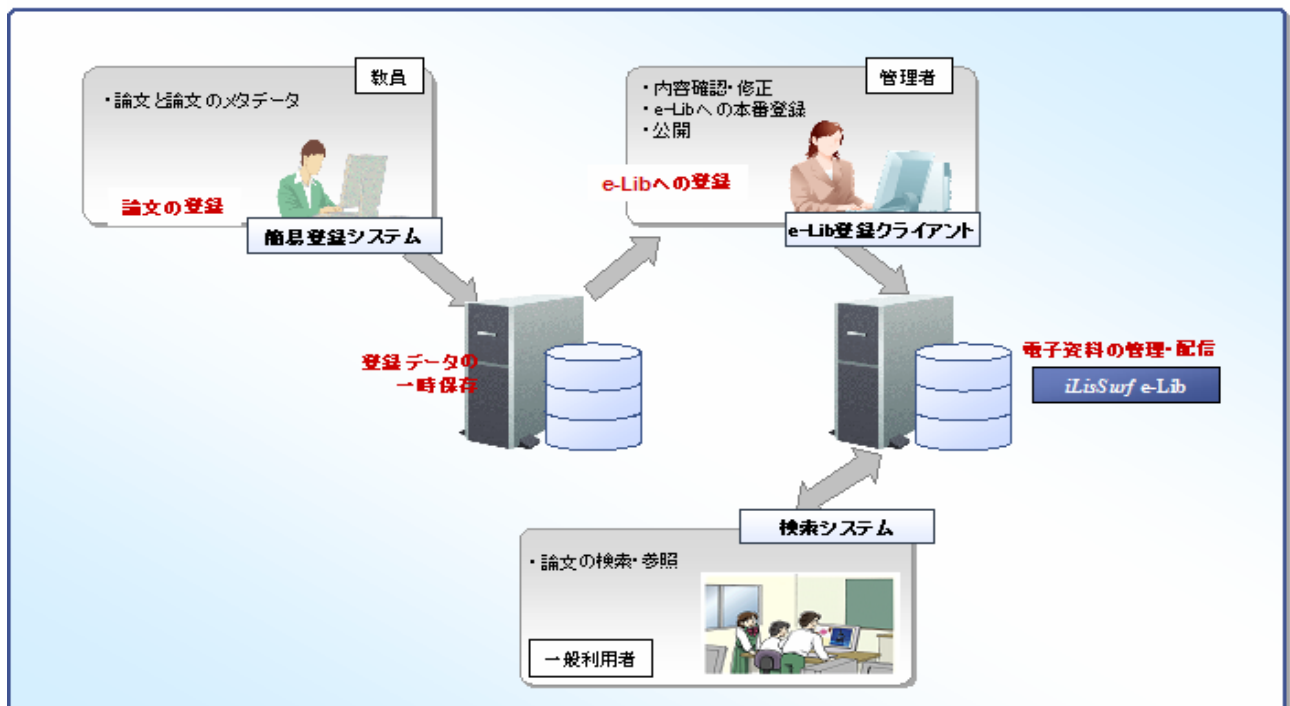 教員
・論文と論文のメタデータ
論文の登録
簡易登録システム
管理者
・内容確認・修正
・e-Libへの本番登録
・公開
e-Libへの登録
e-Lib登録クライアント
登録データの
一時保存
電子資料の管理・配信
iLisSurf e-Lib
検索システム
・論文の検索・参照
一般利用者